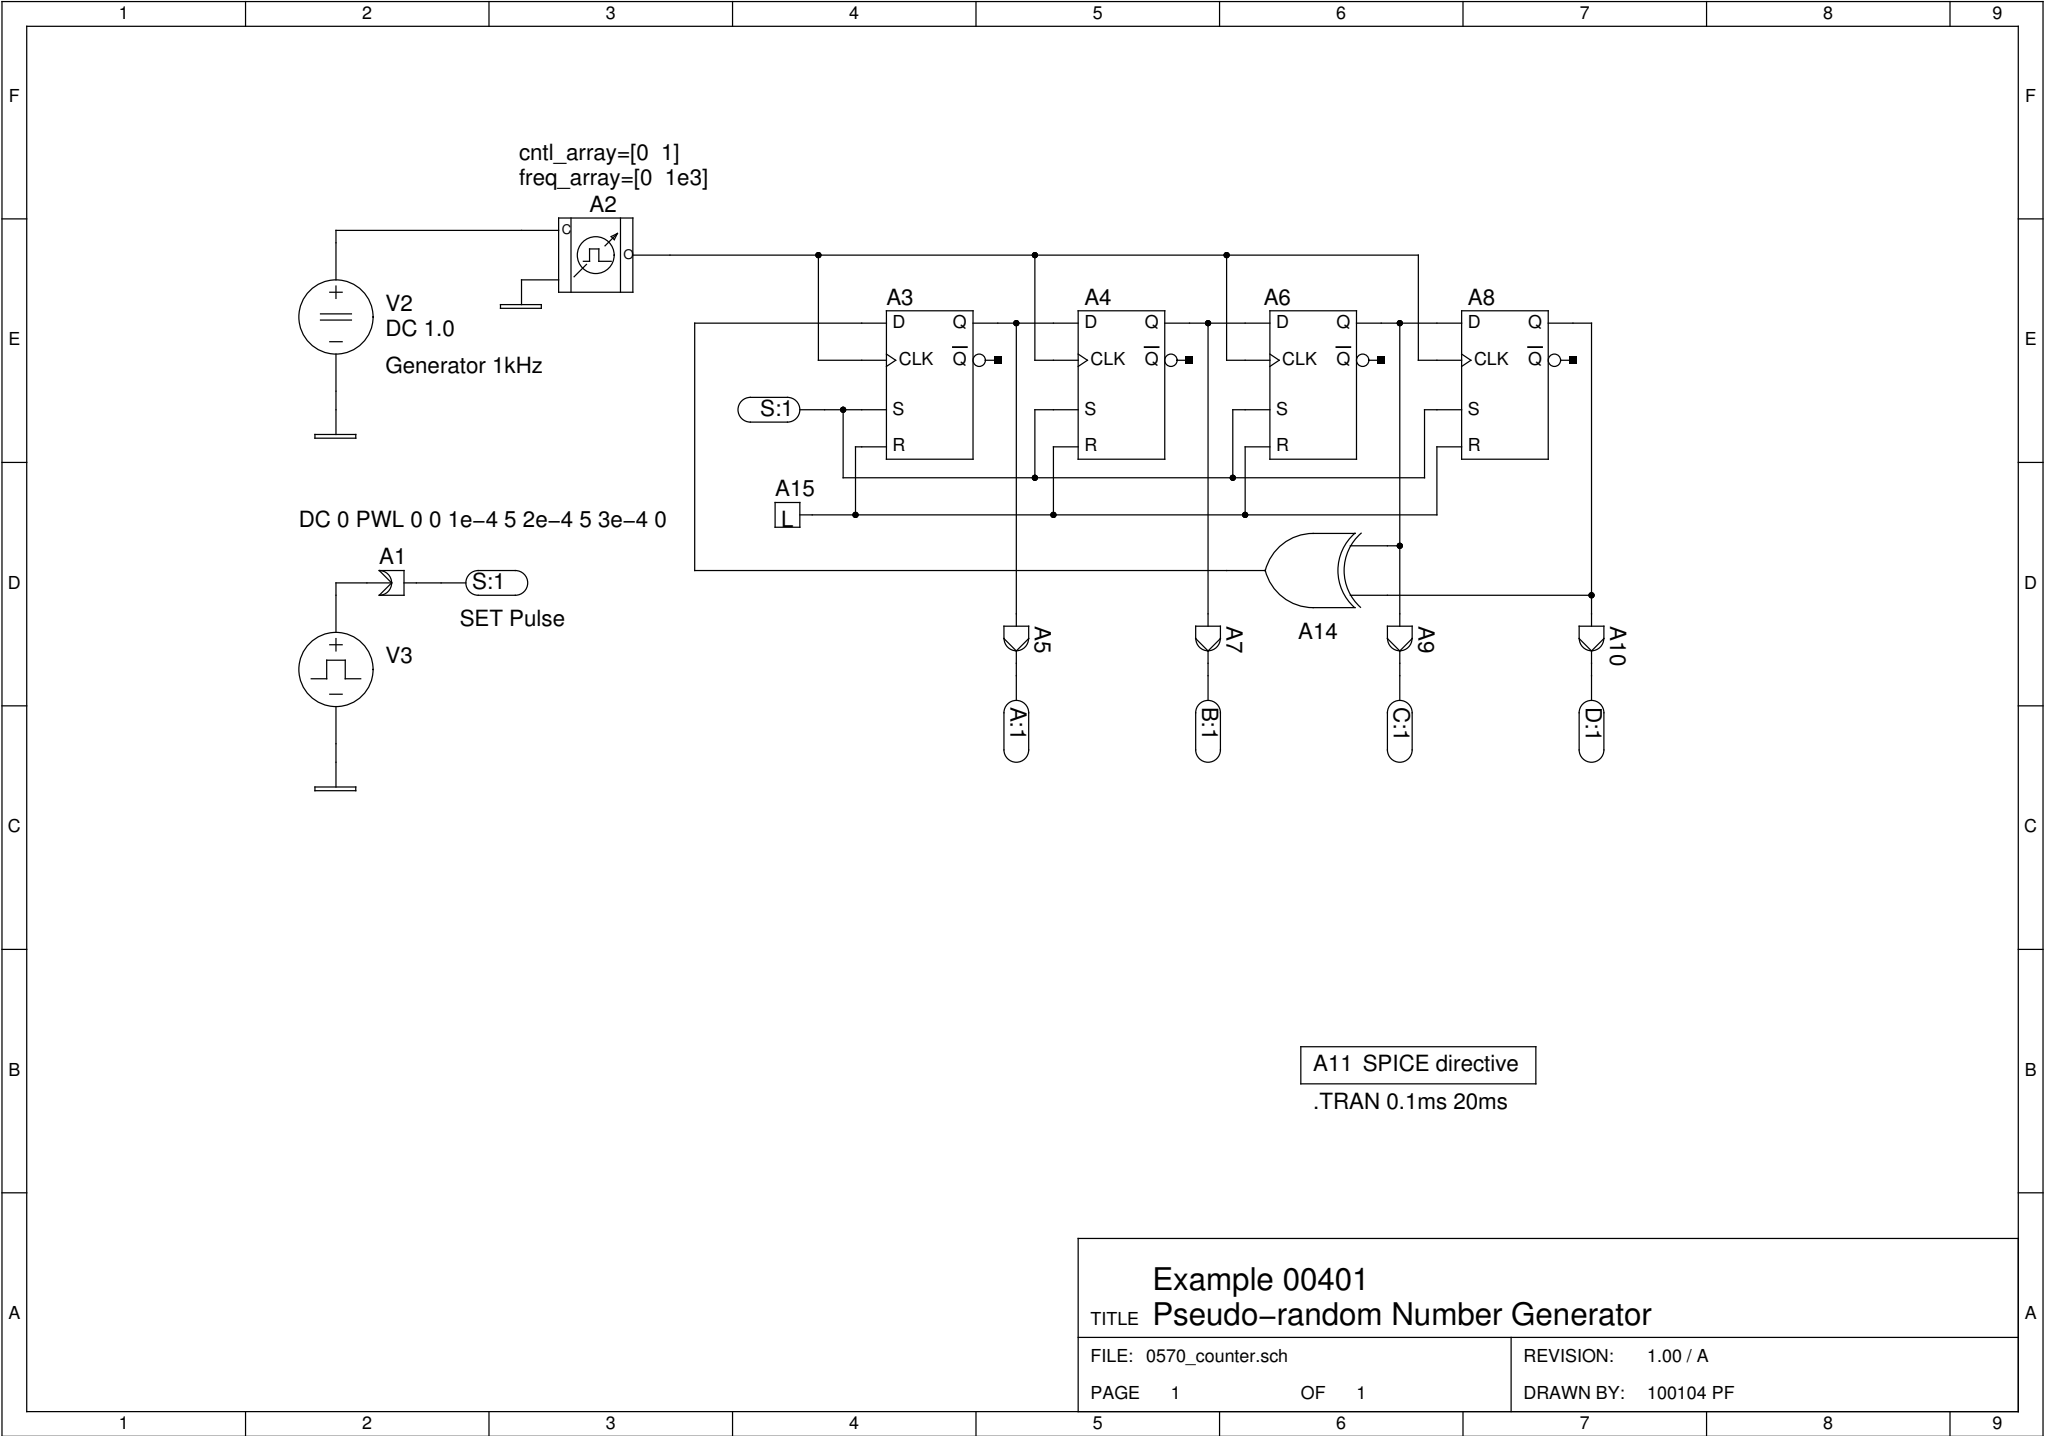 1 2 3 4 5 6 7 8 9
F F
cntl_array=[0 1]
freq_array=[0 1e3]
A2
C
V2
DC 1.0
Generator 1kHz
E E
A3 A4 A6 A8
D Q D Q D Q D Q
CLK Q CLK Q CLK Q CLK Q
S:1 S S S S
R R R R
A15
L
DC 0 PWL 0 0 1e−4 5 2e−4 5 3e−4 0
A1
D S:1 D
SET Pulse
V3
A14
A5 A7 A9 A10
A:1 B:1 C:1 D:1
C C
B B
A11 SPICE directive
.TRAN 0.1ms 20ms
Example 00401
A TITLE Pseudo−random Number Generator A
FILE: 0570_counter.sch REVISION: 1.00 / A
PAGE 1 OF 1 DRAWN BY: 100104 PF
1 2 3 4 5 6 7 8 9